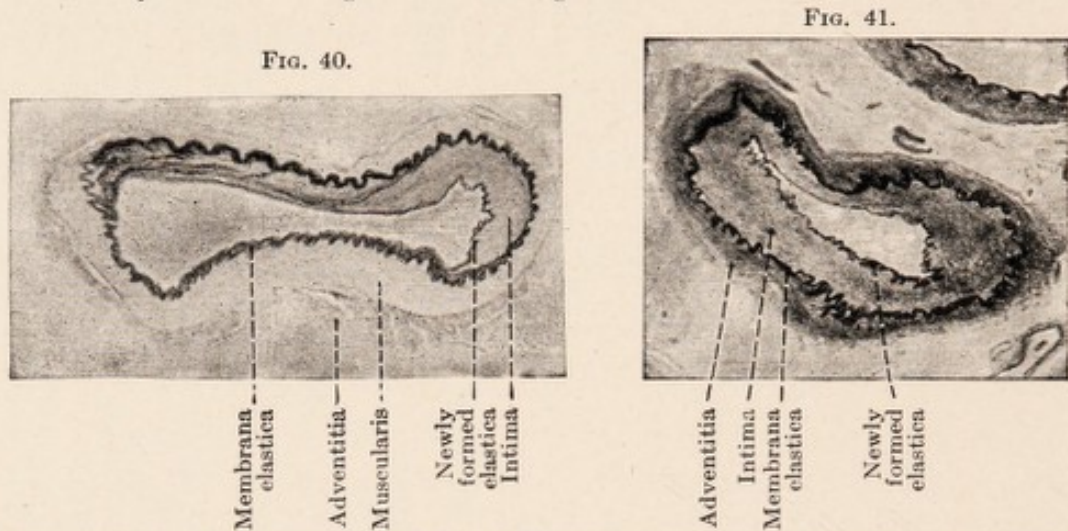 FIG. 40.
FIG. 41.
Membrana
elastica
Adventitia
Muscularis
Newly
formed
elastica
Intima
Adventitia
Intima
Membrana
elastica
Newly
formed
elastica